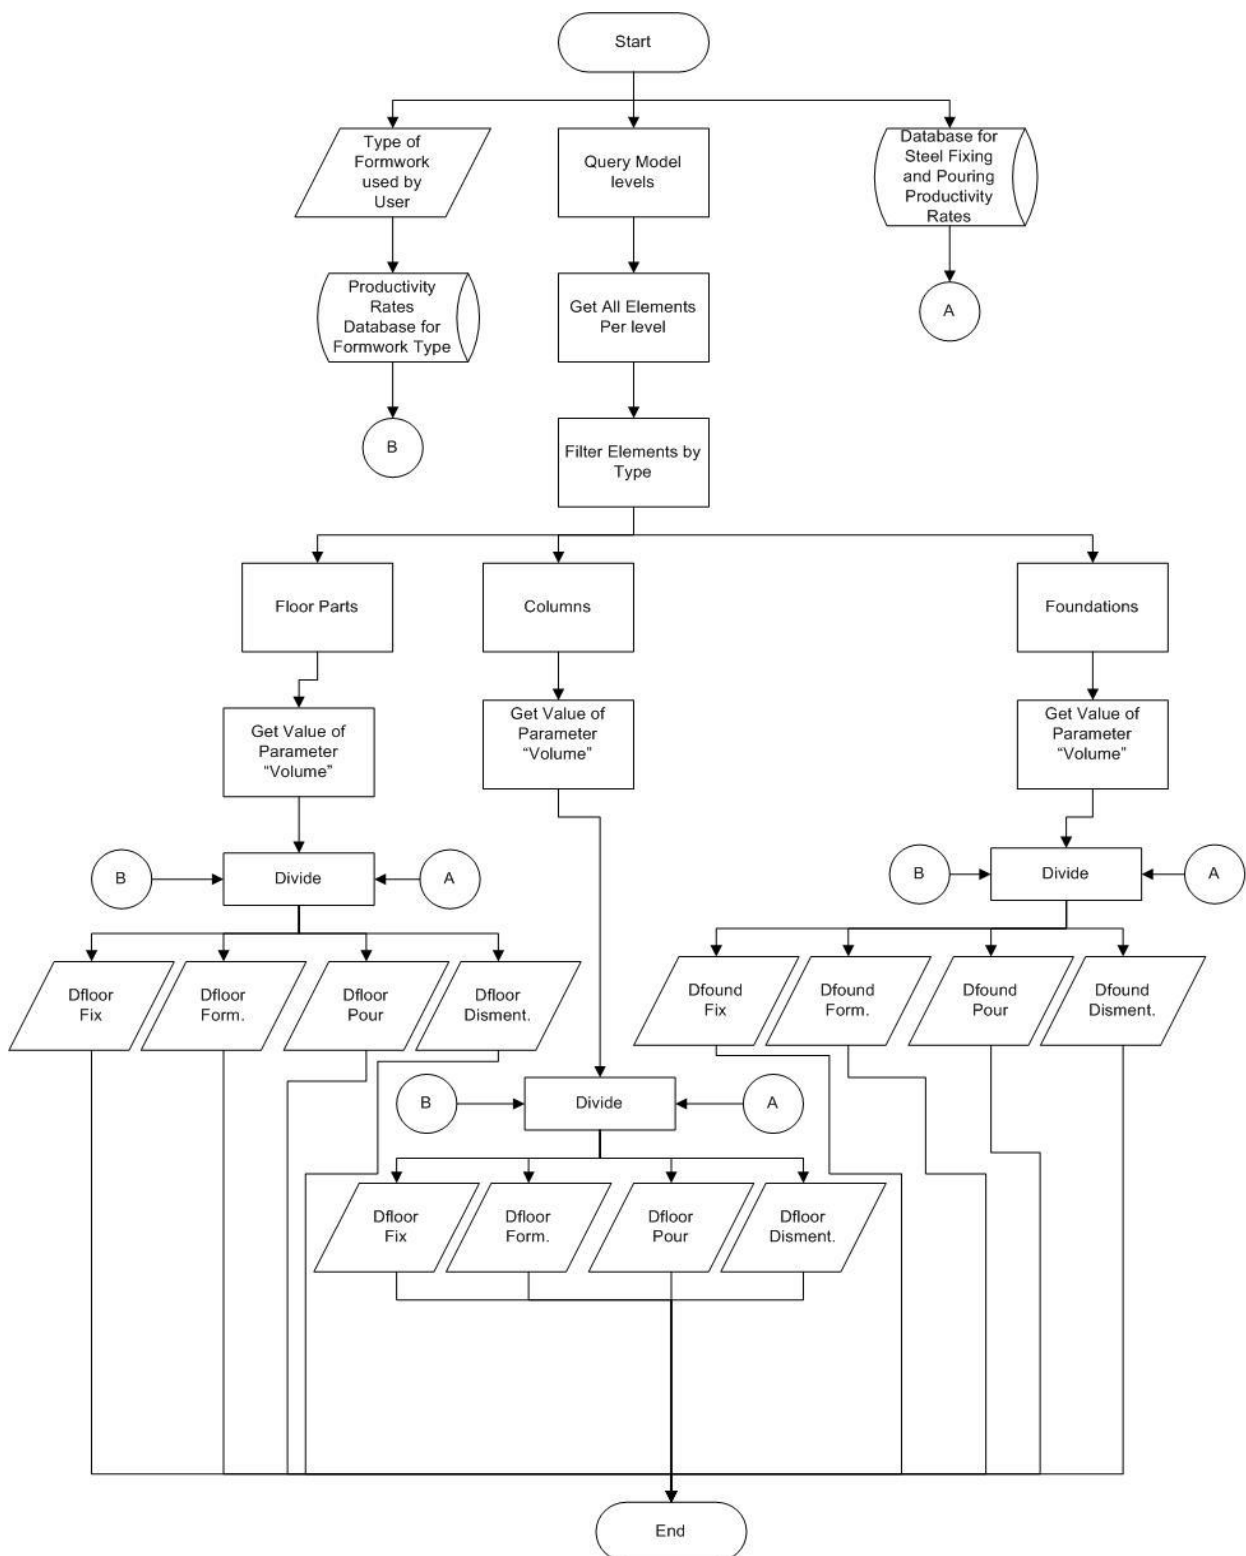 Start
Type of
Formwork
used by
User
Query Model
levels
Database for
Steel Fixing
and Pouring
Productivity
Rates
Productivity
Rates
Database for
Formwork Type
Get All Elements
Per level
A
B
Filter Elements by
Type
Floor Parts
Columns
Foundations
Get Value of
Parameter
“Volume”
Get Value of
Parameter
“Volume”
Get Value of
Parameter
“Volume”
B
Divide
A
B
Divide
A
Dfloor
Fix
Dfloor
Form.
Dfloor
Pour
Dfloor
Disment.
Dfound
Fix
Dfound
Form.
Dfound
Pour
Dfound
Disment.
B
Divide
A
Dfloor
Fix
Dfloor
Form.
Dfloor
Pour
Dfloor
Disment.
End